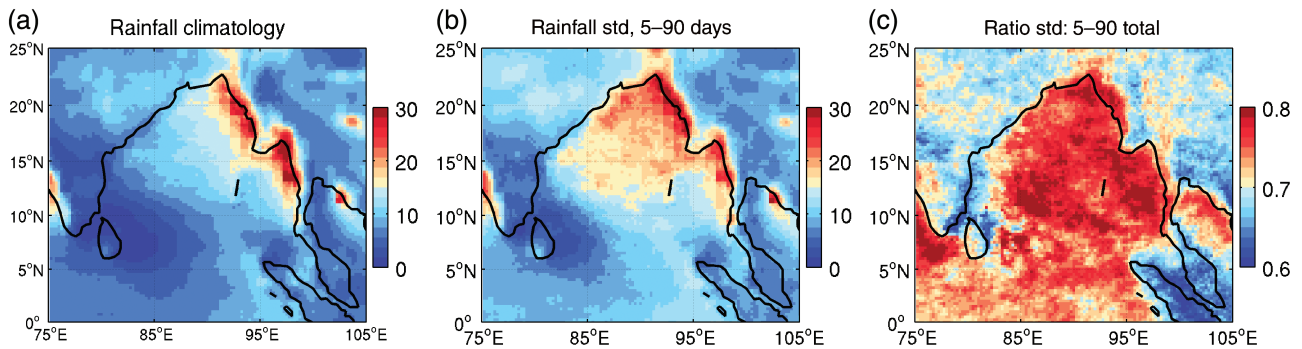 (a) Rainfall climatology
25°N
20°N
15°N
10°N
5°N
0°
75°E 85°E 95°E 105°E
30
20
10
0
(b) Rainfall std, 5–90 days
25°N
20°N
15°N
10°N
5°N
0°
75°E 85°E 95°E 105°E
30
20
10
0
(c) Ratio std: 5–90 total
25°N
20°N
15°N
10°N
5°N
0°
75°E 85°E 95°E 105°E
0.8
0.7
0.6